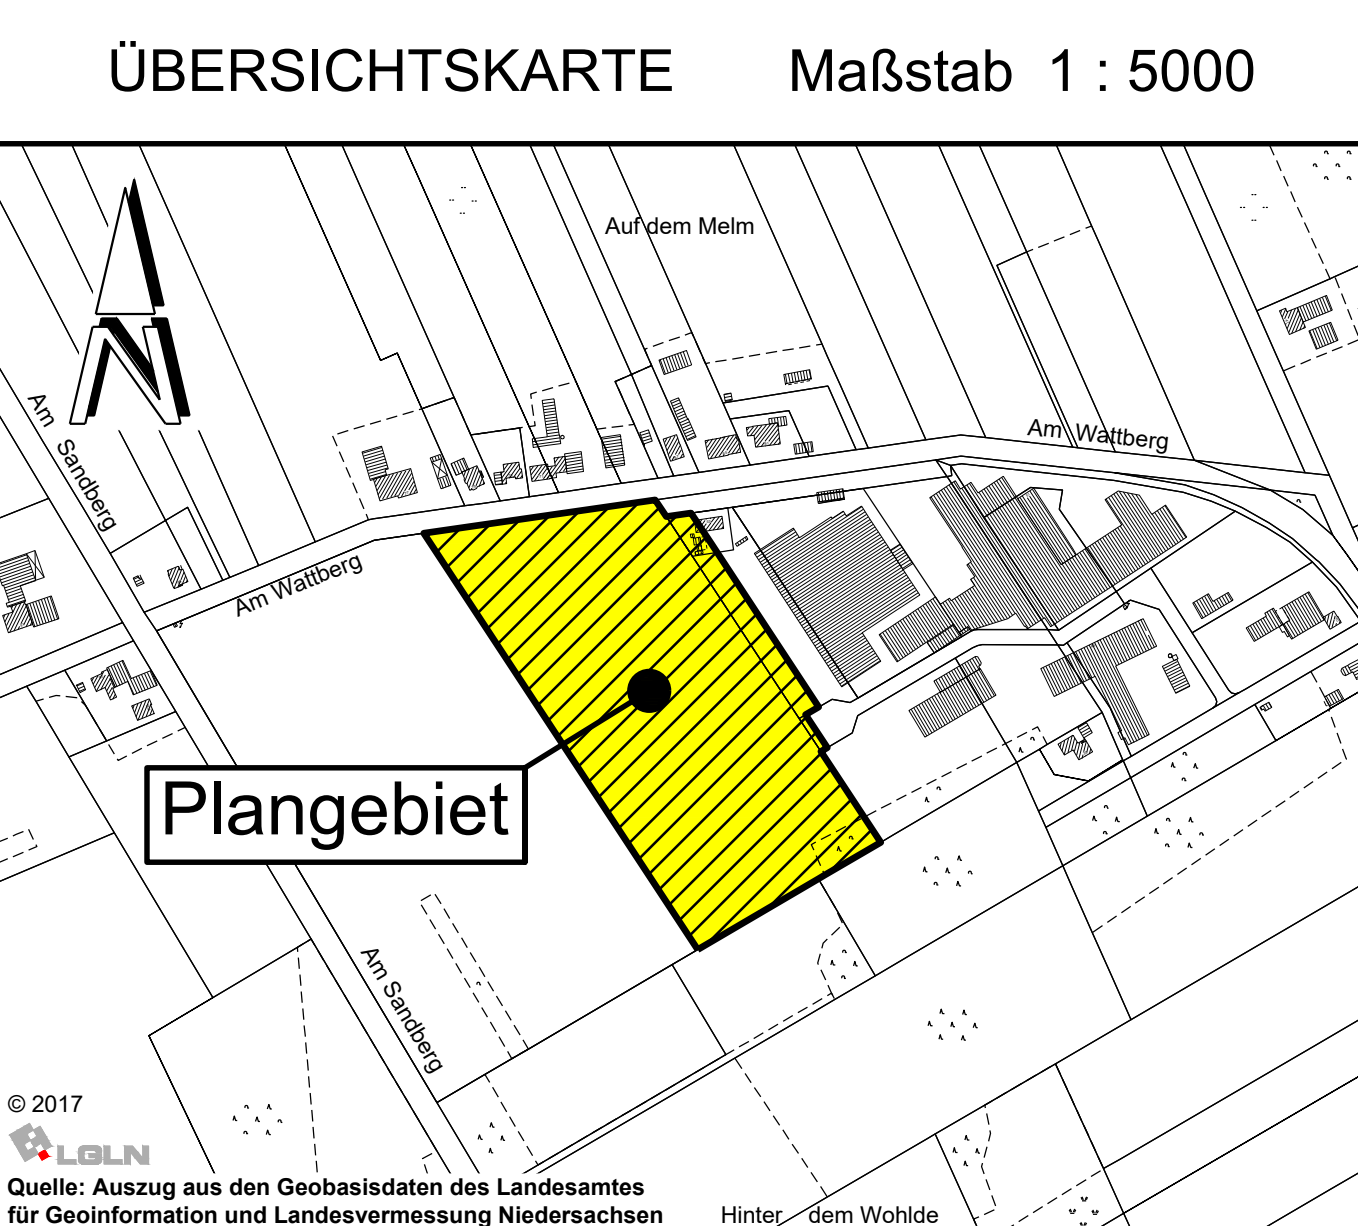 ÜBERSICHTSKARTE Maßstab 1 : 5000
Auf dem Melm
N
Am Sandberg
Am Wattberg
Am Wattberg
Plangebiet
Am Sandberg
© 2017
LGLN
Quelle: Auszug aus den Geobasisdaten des Landesamtes
für Geoinformation und Landesvermessung Niedersachsen
Hinter dem Wohlde